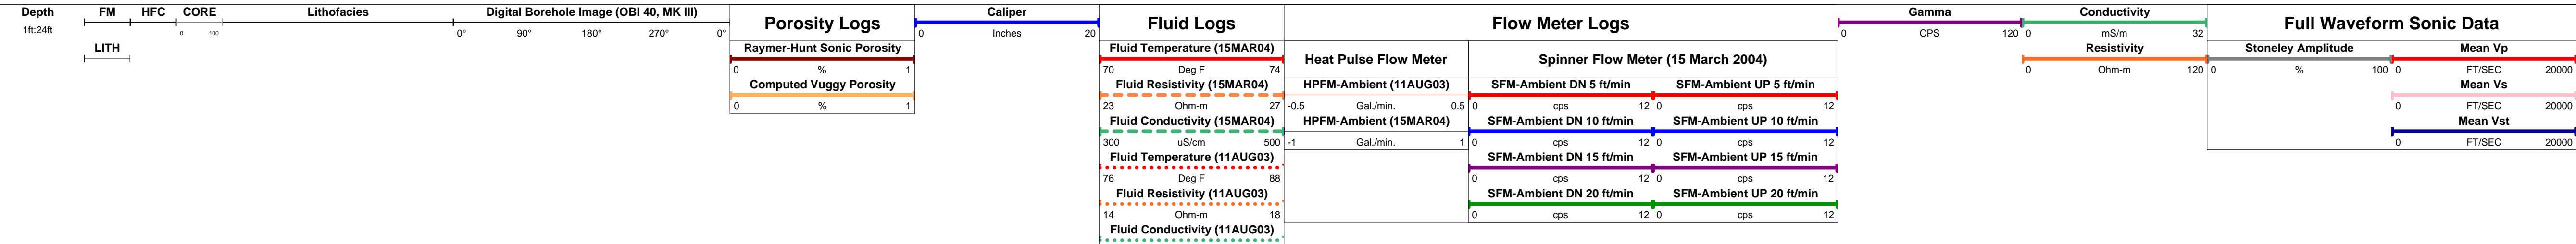 Depth
1ft:24ft
FM
HFC
CORE
0 100
LITH
Lithofacies
Digital Borehole Image (OBI 40, MK III)
0° 90° 180° 270° 0°
Porosity Logs
Raymer-Hunt Sonic Porosity
0 % 1
Computed Vuggy Porosity
0 % 1
Caliper
0 Inches 20
Fluid Logs
Fluid Temperature (15MAR04)
70 Deg F 74
Fluid Resistivity (15MAR04)
23 Ohm-m 27
Fluid Conductivity (15MAR04)
300 uS/cm 500
Fluid Temperature (11AUG03)
76 Deg F 88
Fluid Resistivity (11AUG03)
14 Ohm-m 18
Fluid Conductivity (11AUG03)
Flow Meter Logs
Heat Pulse Flow Meter
HPFM-Ambient (11AUG03)
-0.5 Gal./min. 0.5
HPFM-Ambient (15MAR04)
-1 Gal./min. 1
Spinner Flow Meter (15 March 2004)
SFM-Ambient DN 5 ft/min SFM-Ambient UP 5 ft/min
0 cps 12 0 cps 12
SFM-Ambient DN 10 ft/min SFM-Ambient UP 10 ft/min
0 cps 12 0 cps 12
SFM-Ambient DN 15 ft/min SFM-Ambient UP 15 ft/min
0 cps 12 0 cps 12
SFM-Ambient DN 20 ft/min SFM-Ambient UP 20 ft/min
0 cps 12 0 cps 12
Gamma
0 CPS 120
Conductivity
0 mS/m 32
Resistivity
0 Ohm-m 120
Full Waveform Sonic Data
Stoneley Amplitude
0 % 100
Mean Vp
0 FT/SEC 20000
Mean Vs
0 FT/SEC 20000
Mean Vst
0 FT/SEC 20000